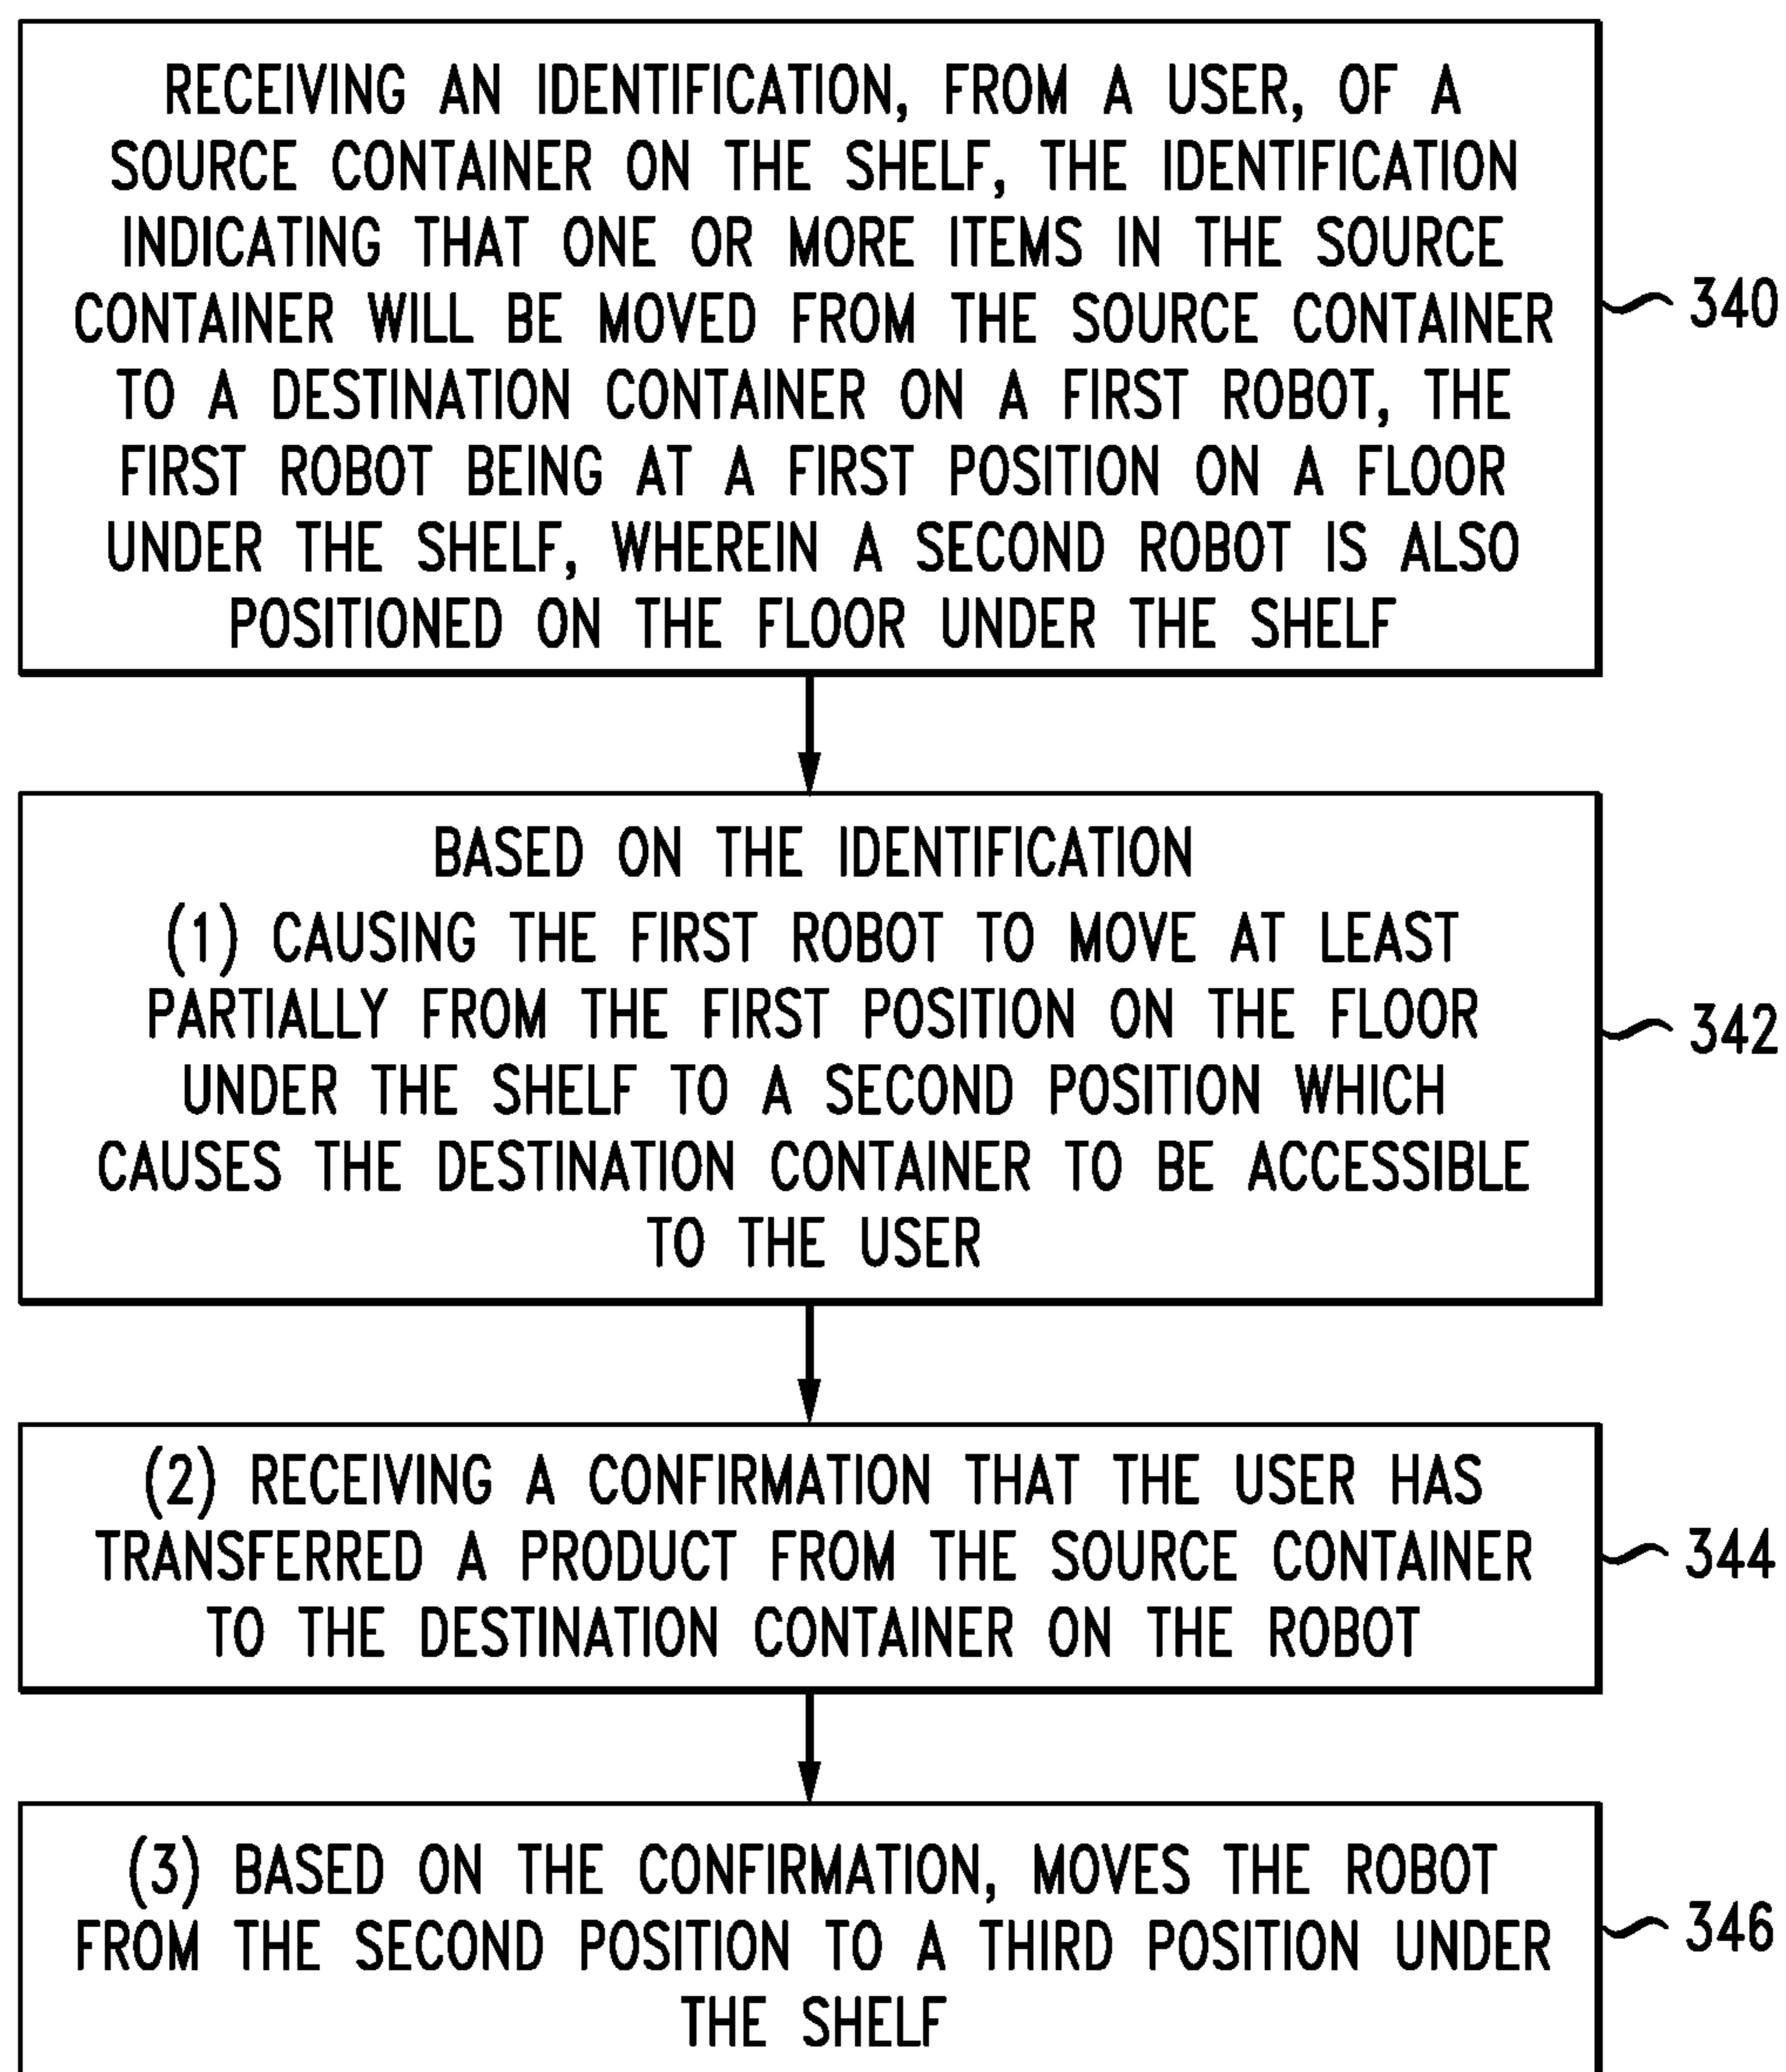 RECEIVING AN IDENTIFICATION, FROM A USER, OF A
SOURCE CONTAINER ON THE SHELF, THE IDENTIFICATION
INDICATING THAT ONE OR MORE ITEMS IN THE SOURCE
CONTAINER WILL BE MOVED FROM THE SOURCE CONTAINER
TO A DESTINATION CONTAINER ON A FIRST ROBOT, THE
FIRST ROBOT BEING AT A FIRST POSITION ON A FLOOR
UNDER THE SHELF, WHEREIN A SECOND ROBOT IS ALSO
POSITIONED ON THE FLOOR UNDER THE SHELF
340
BASED ON THE IDENTIFICATION
(1) CAUSING THE FIRST ROBOT TO MOVE AT LEAST
PARTIALLY FROM THE FIRST POSITION ON THE FLOOR
UNDER THE SHELF TO A SECOND POSITION WHICH
CAUSES THE DESTINATION CONTAINER TO BE ACCESSIBLE
TO THE USER
342
(2) RECEIVING A CONFIRMATION THAT THE USER HAS
TRANSFERRED A PRODUCT FROM THE SOURCE CONTAINER
TO THE DESTINATION CONTAINER ON THE ROBOT
344
(3) BASED ON THE CONFIRMATION, MOVES THE ROBOT
FROM THE SECOND POSITION TO A THIRD POSITION UNDER
THE SHELF
346